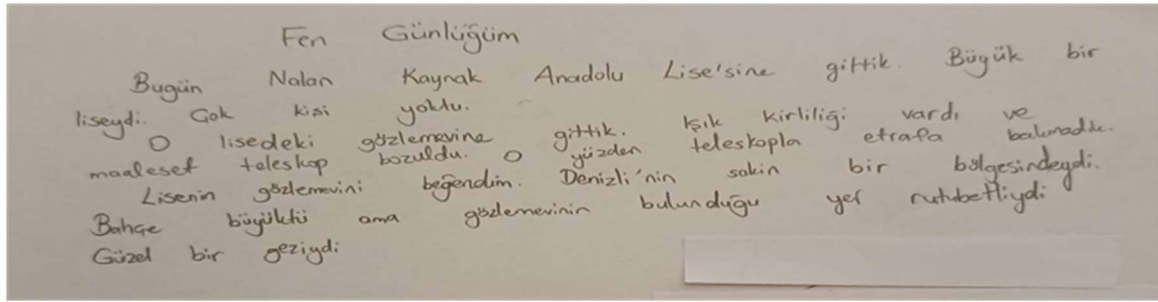 Fen Günlüğüm
Bugün Nalan Kaynak Anadolu Lise'sine gittik. Büyük bir
liseydi. Çok kisi yoktu.
O lisedeki gözlemevine gittik. Işık kirliliği vardı ve
maalesef teleskop bozuldu. O yüzden teleskopla etrafa bakmadık.
Lisenin gözlemevini beğendim. Denizli'nin sakin bir bölgesindeydi.
Bahçe büyüktü ama gözlemevinin bulunduğu yer rutubetliydi
Güzel bir geziydi